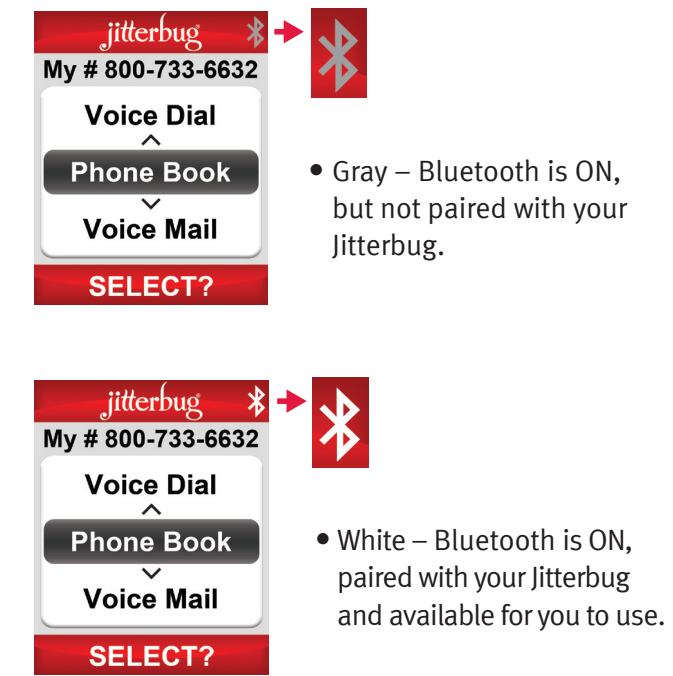 jitterbug
My # 800-733-6632
Voice Dial
Phone Book
Voice Mail
SELECT?
• Gray – Bluetooth is ON,
but not paired with your
Jitterbug.
jitterbug
My # 800-733-6632
Voice Dial
Phone Book
Voice Mail
SELECT?
• White – Bluetooth is ON,
paired with your Jitterbug
and available for you to use.